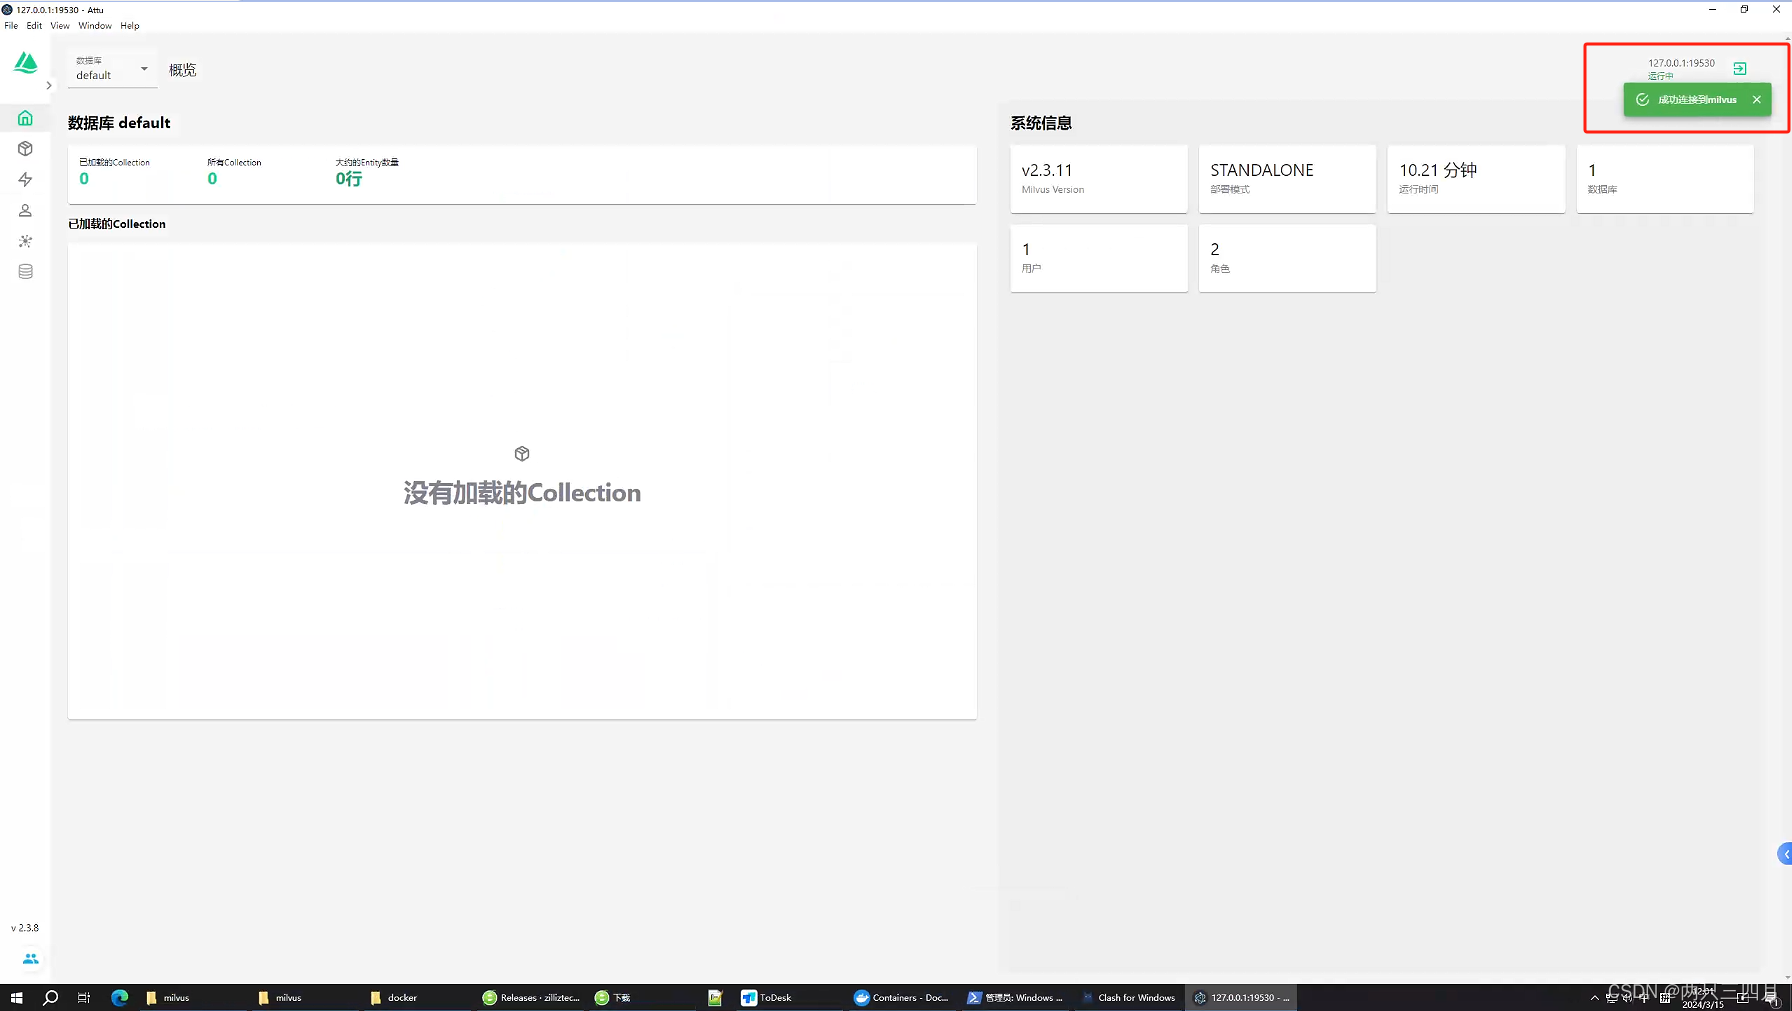 127.0.0.1:19530 - Attu
File Edit View Window Help
数据库
default
概览
127.0.0.1:19530
运行中
成功连接到milvus
数据库 default
已加载的Collection
0
所有Collection
0
大约的Entity数量
0行
已加载的Collection
没有加载的Collection
系统信息
v2.3.11
Milvus Version
STANDALONE
部署模式
10.21 分钟
运行时间
1
数据库
1
用户
2
角色
v 2.3.8
milvus
milvus
docker
Releases · zilliztec...
下载
ToDesk
Containers - Doc...
管理员: Windows ...
Clash for Windows
127.0.0.1:19530 - ...
2024/3/15
CSDN @两只三四月